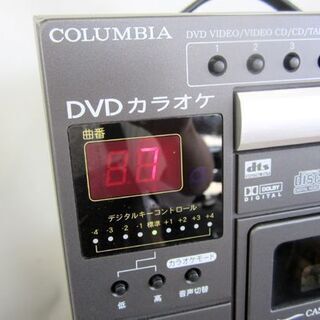 COLUMBIA
DVD VIDEO/VIDEO CD/CD/TA
1 2 3
DVDカラオケ
曲番
87
dts
DOLBY
DIGITAL
disc
デジタルキーコントロール
-4 -3 -2 -1 標準 +1 +2 +3 +4
カラオケモード
低 高 音声切替
CAS